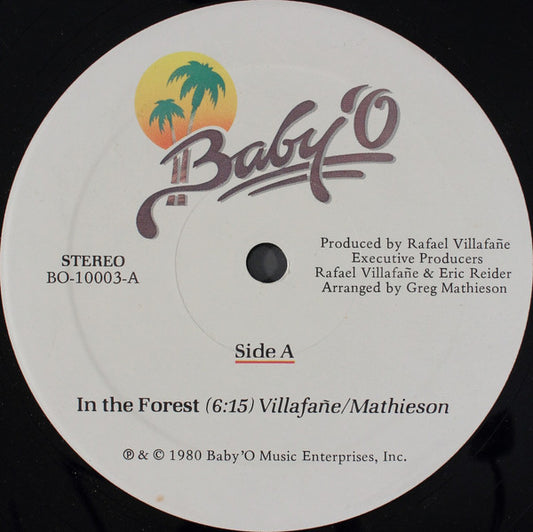 Baby'O
STEREO
BO-10003-A
Produced by Rafael Villafañe
Executive Producers
Rafael Villafañe & Eric Reider
Arranged by Greg Mathieson
Side A
In the Forest (6:15) Villafañe/Mathieson
℗ & © 1980 Baby'O Music Enterprises, Inc.